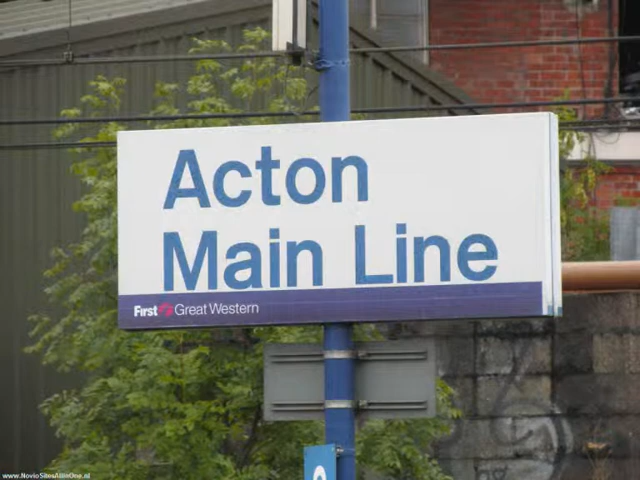 Acton
Main Line
First Great Western
www.NovioSitesAllinOne.nl